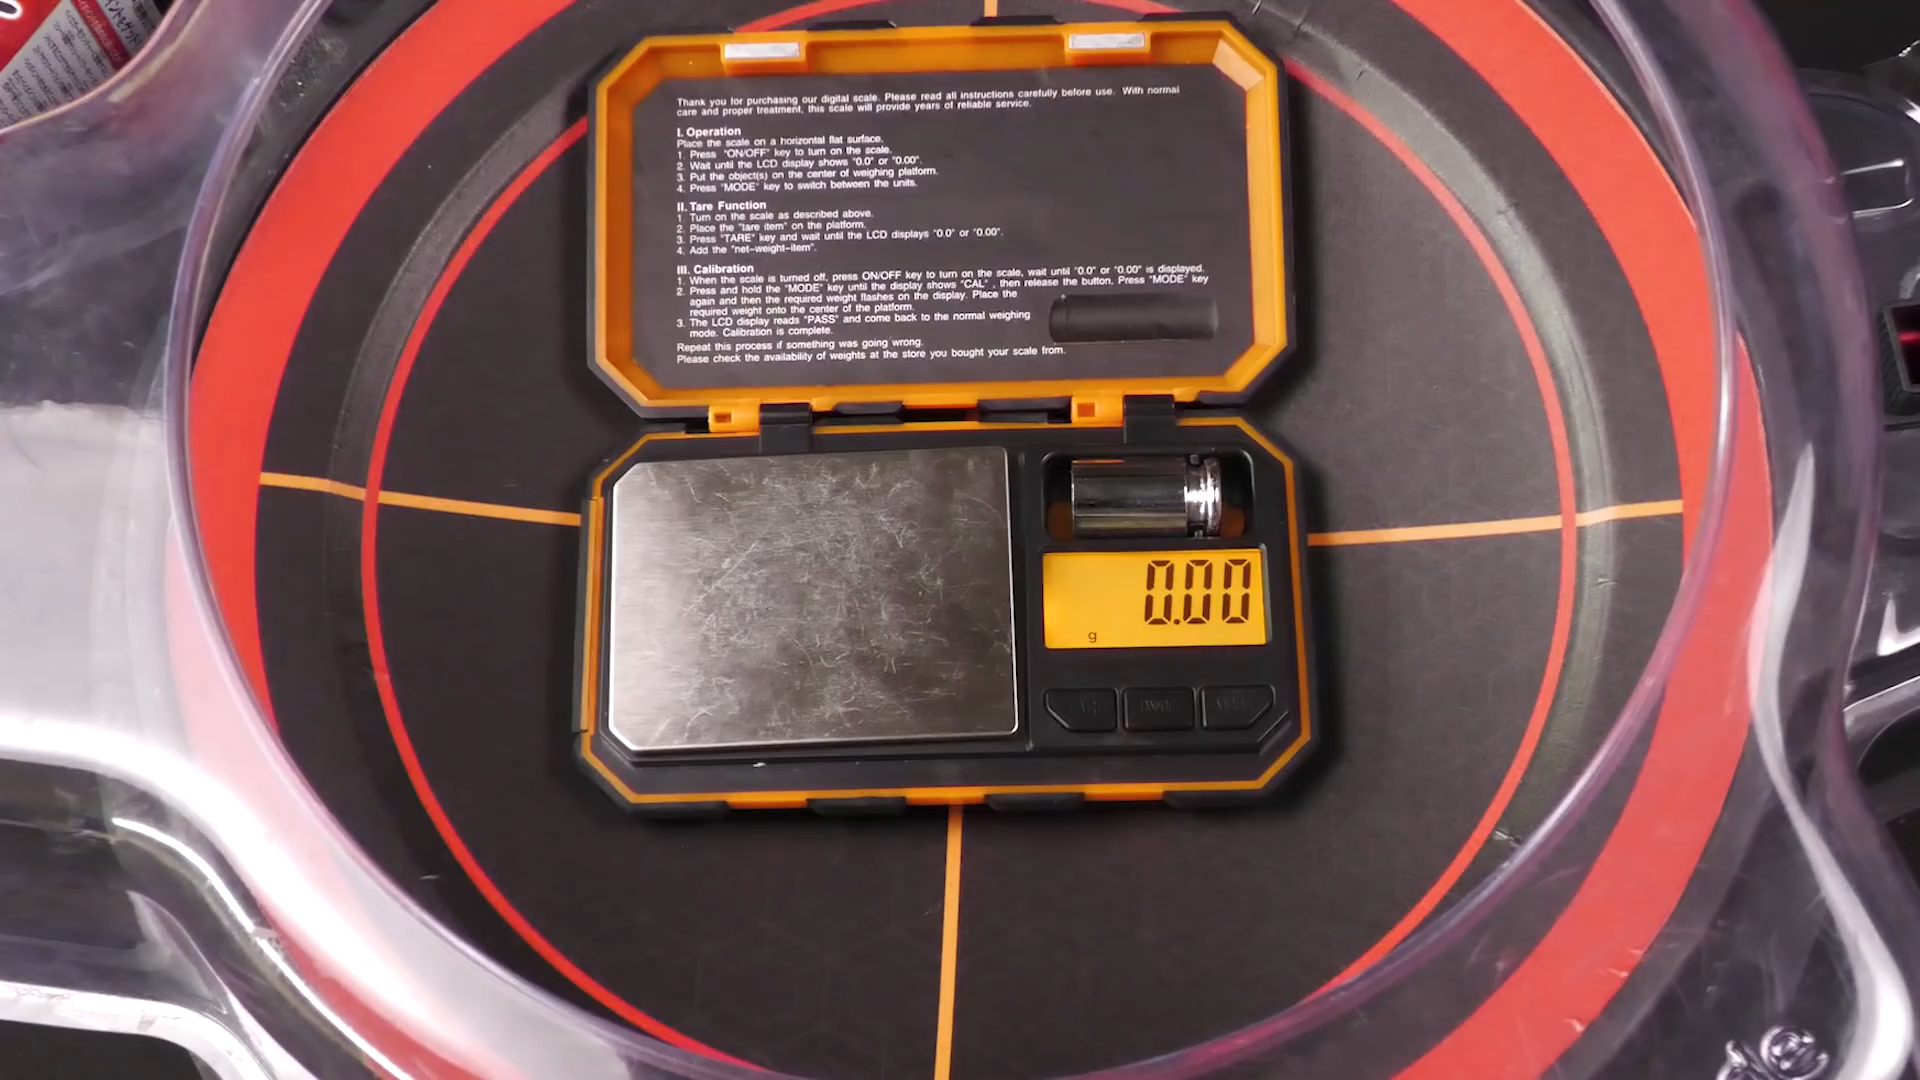 Thank you for purchasing our digital scale. Please read all instructions carefully before use. With normal
care and proper treatment, this scale will provide years of reliable service.
I. Operation
Place the scale on a horizontal flat surface.
1. Press "ON/OFF" key to turn on the scale.
2. Wait until the LCD display shows "0.0" or "0.00".
3. Put the object(s) on the center of weighing platform.
4. Press "MODE" key to switch between the units.
II. Tare Function
1 Turn on the scale as described above.
2. Place the "tare item" on the platform.
3. Press "TARE" key and wait until the LCD displays "0.0" or "0.00".
4. Add the "net-weight-item".
III. Calibration
1. When the scale is turned off, press ON/OFF key to turn on the scale, wait until "0.0" or "0.00" is displayed.
2. Press and hold the "MODE" key until the display shows "CAL" , then release the button. Press "MODE" key
again and then the required weight flashes on the display. Place the
required weight onto the center of the platform.
3. The LCD display reads "PASS" and come back to the normal weighing
mode. Calibration is complete.
Repeat this process if something was going wrong.
Please check the availability of weights at the store you bought your scale from.
0.00
g